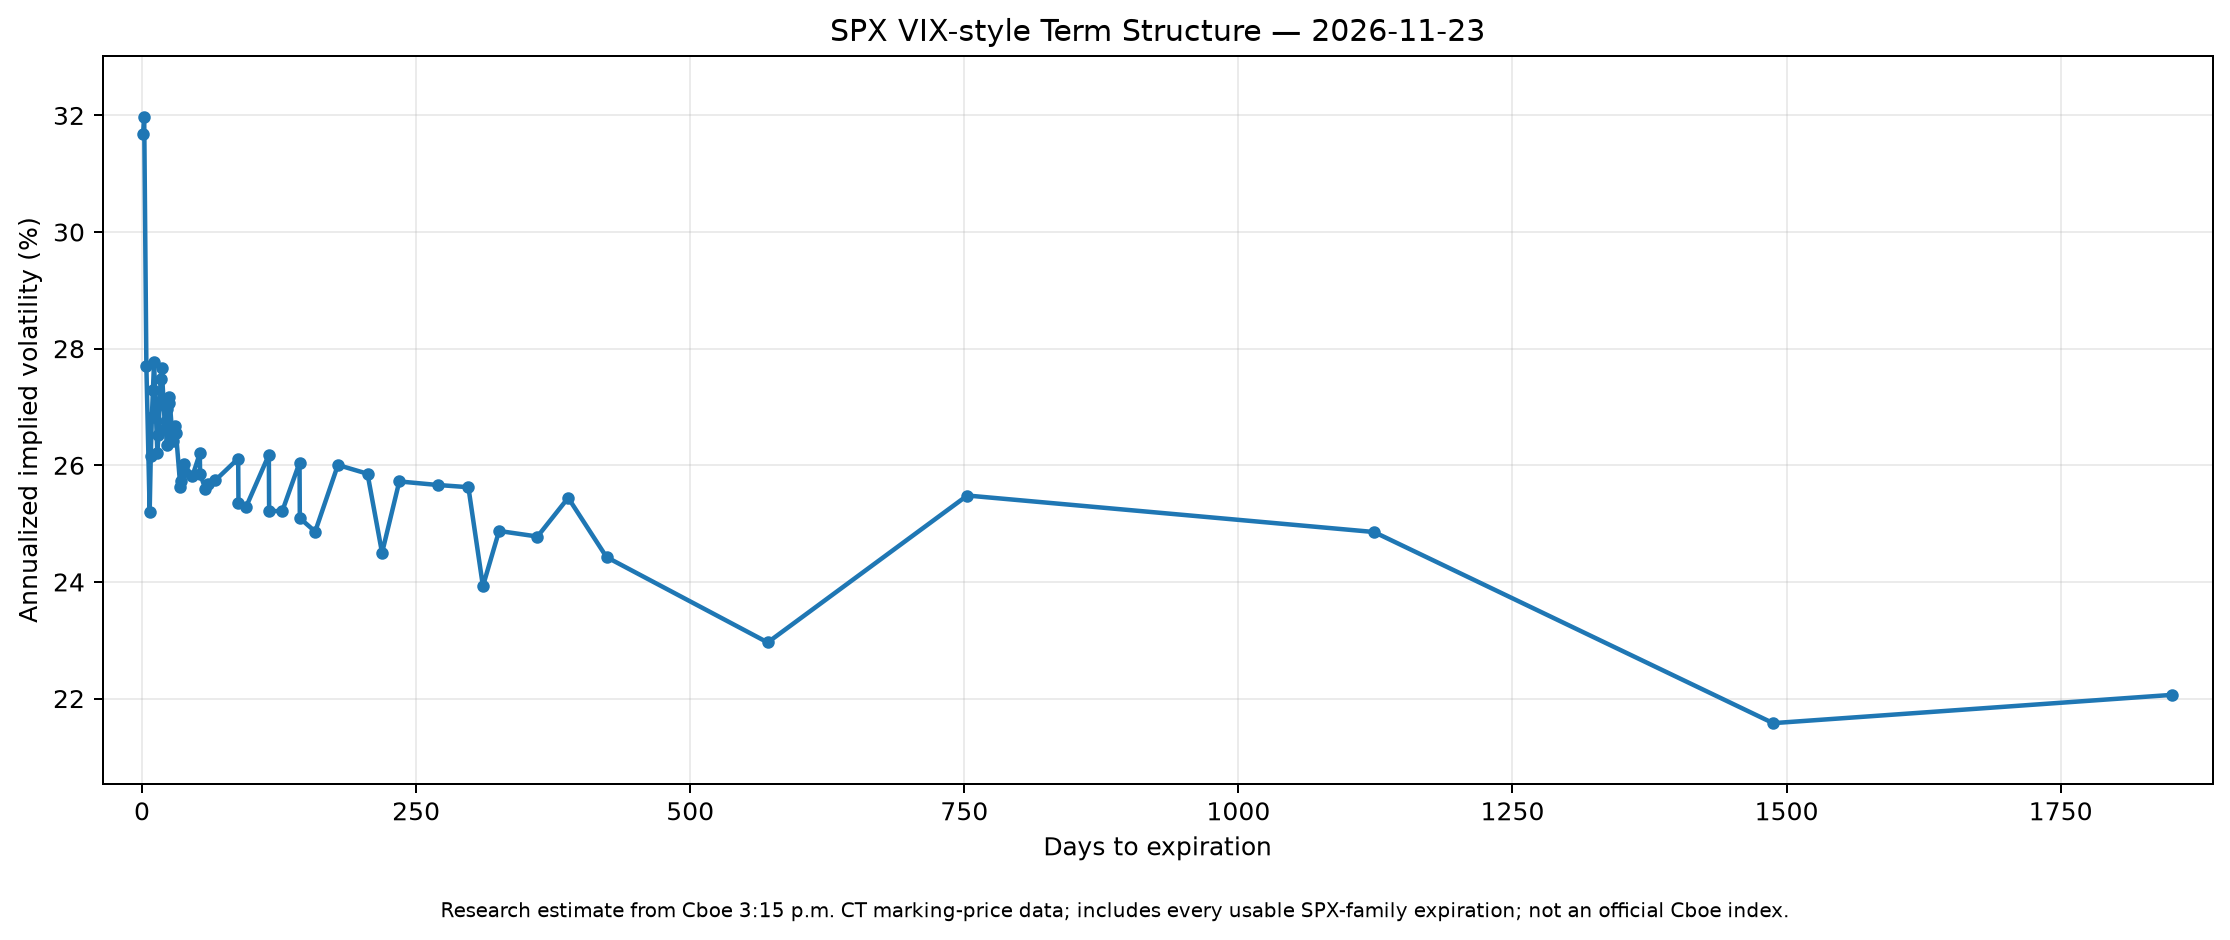 SPX VIX-style Term Structure — 2026-11-23
Annualized implied volatility (%)
32
30
28
26
24
22
0 250 500 750 1000 1250 1500 1750
Days to expiration
Research estimate from Cboe 3:15 p.m. CT marking-price data; includes every usable SPX-family expiration; not an official Cboe index.